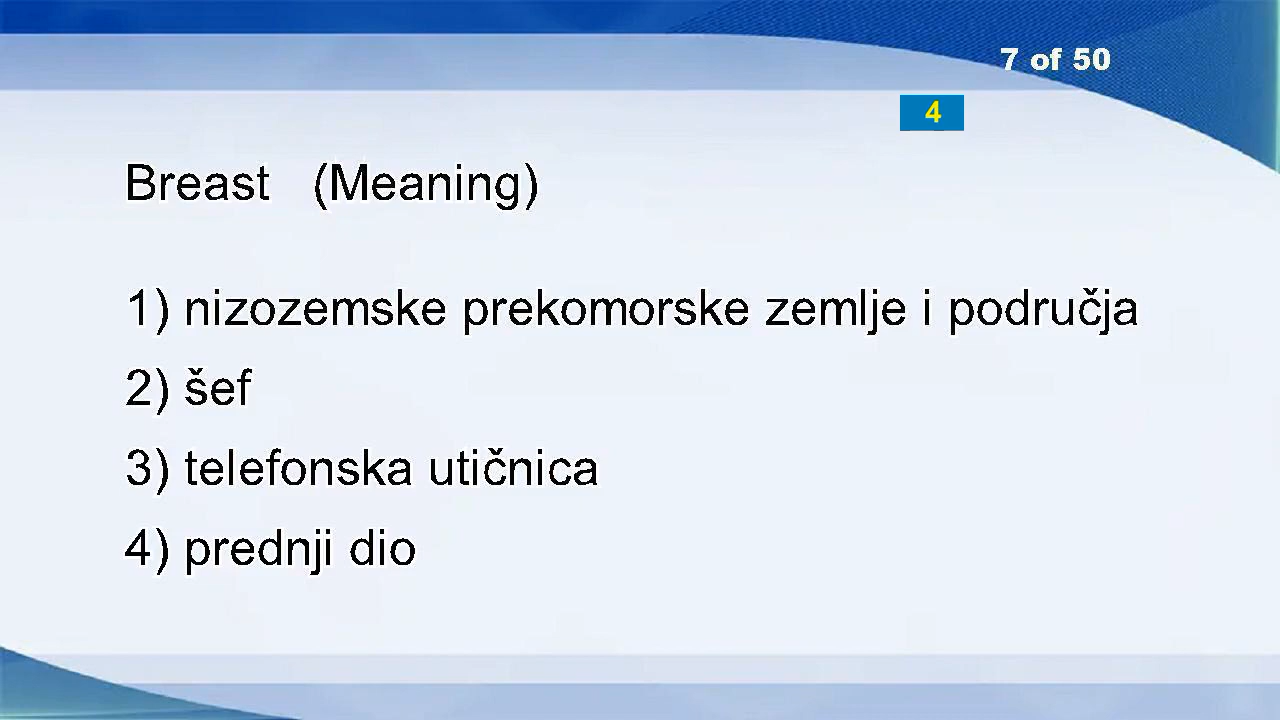 7 of 50
4
Breast (Meaning)
1) nizozemske prekomorske zemlje i područja
2) šef
3) telefonska utičnica
4) prednji dio